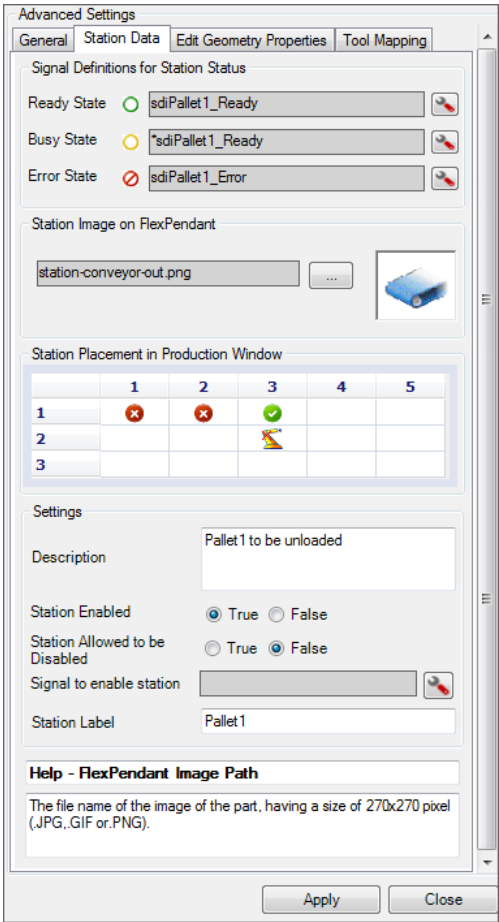 Advanced Settings
General Station Data Edit Geometry Properties Tool Mapping
Signal Definitions for Station Status
Ready State sdiPallet1_Ready
Busy State *sdiPallet1_Ready
Error State sdiPallet1_Error
Station Image on FlexPendant
station-conveyor-out.png ...
Station Placement in Production Window
1 2 3 4 5
1
2
3
Settings
Description Pallet1 to be unloaded
Station Enabled True False
Station Allowed to be
Disabled True False
Signal to enable station
Station Label Pallet1
Help - FlexPendant Image Path
The file name of the image of the part, having a size of 270x270 pixel
(.JPG,.GIF or.PNG).
Apply Close